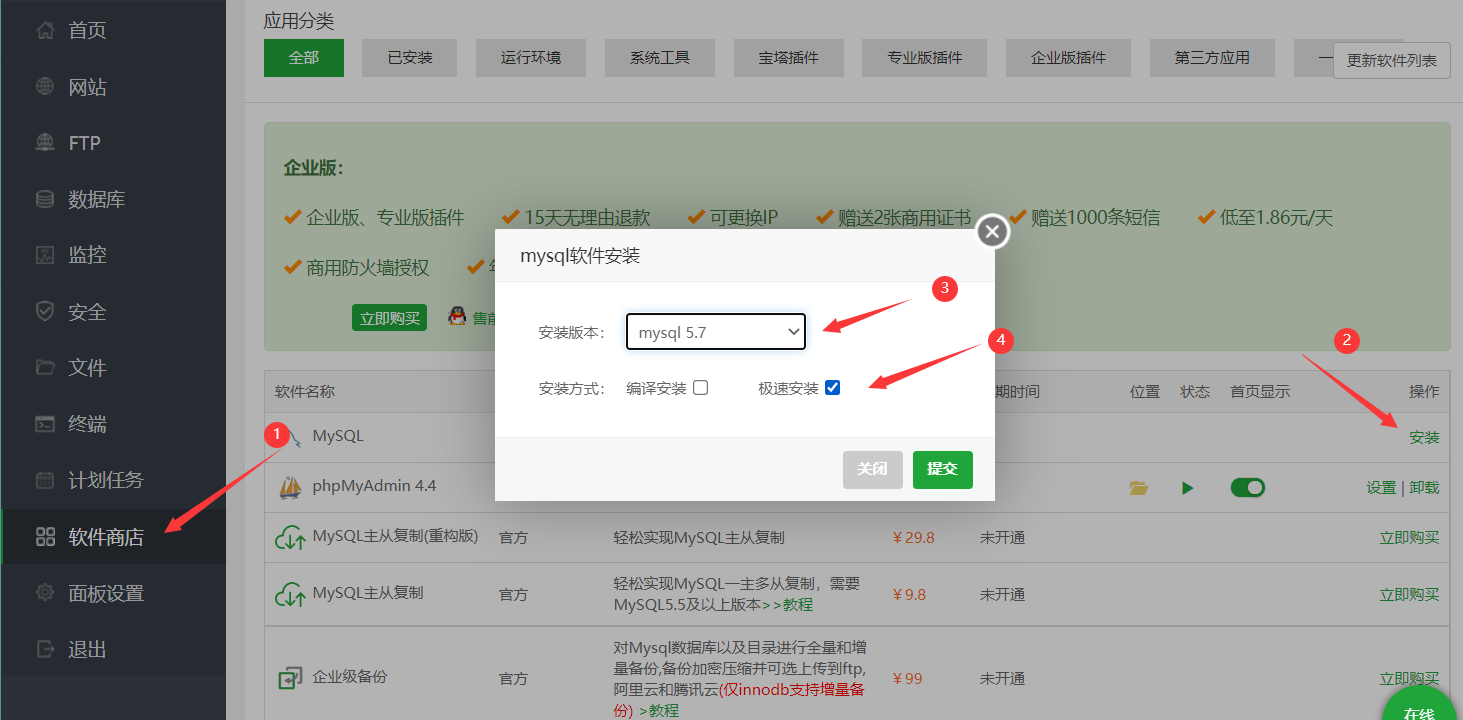 首页
网站
FTP
数据库
监控
安全
文件
终端
计划任务
软件商店
面板设置
退出
应用分类
全部 已安装 运行环境 系统工具 宝塔插件 专业版插件 企业版插件 第三方应用 一 更新软件列表
企业版：
企业版、专业版插件 15天无理由退款 可更换IP 赠送2张商用证书 赠送1000条短信 低至1.86元/天
商用防火墙授权
立即购买 售前
mysql软件安装
安装版本： mysql 5.7
安装方式： 编译安装 极速安装
关闭 提交
1
2
3
4
软件名称 期时间 位置 状态 首页显示 操作
MySQL 安装
phpMyAdmin 4.4 设置 | 卸载
MySQL主从复制(重构版) 官方 轻松实现MySQL主从复制 ￥29.8 未开通 立即购买
MySQL主从复制 官方 轻松实现MySQL一主多从复制，需要
MySQL5.5及以上版本>>教程 ￥9.8 未开通 立即购买
企业级备份 官方 对Mysql数据库以及目录进行全量和增
量备份,备份加密压缩并可选上传到ftp,
阿里云和腾讯云(仅innodb支持增量备
份) >教程 ￥99 未开通 立即购买
在线